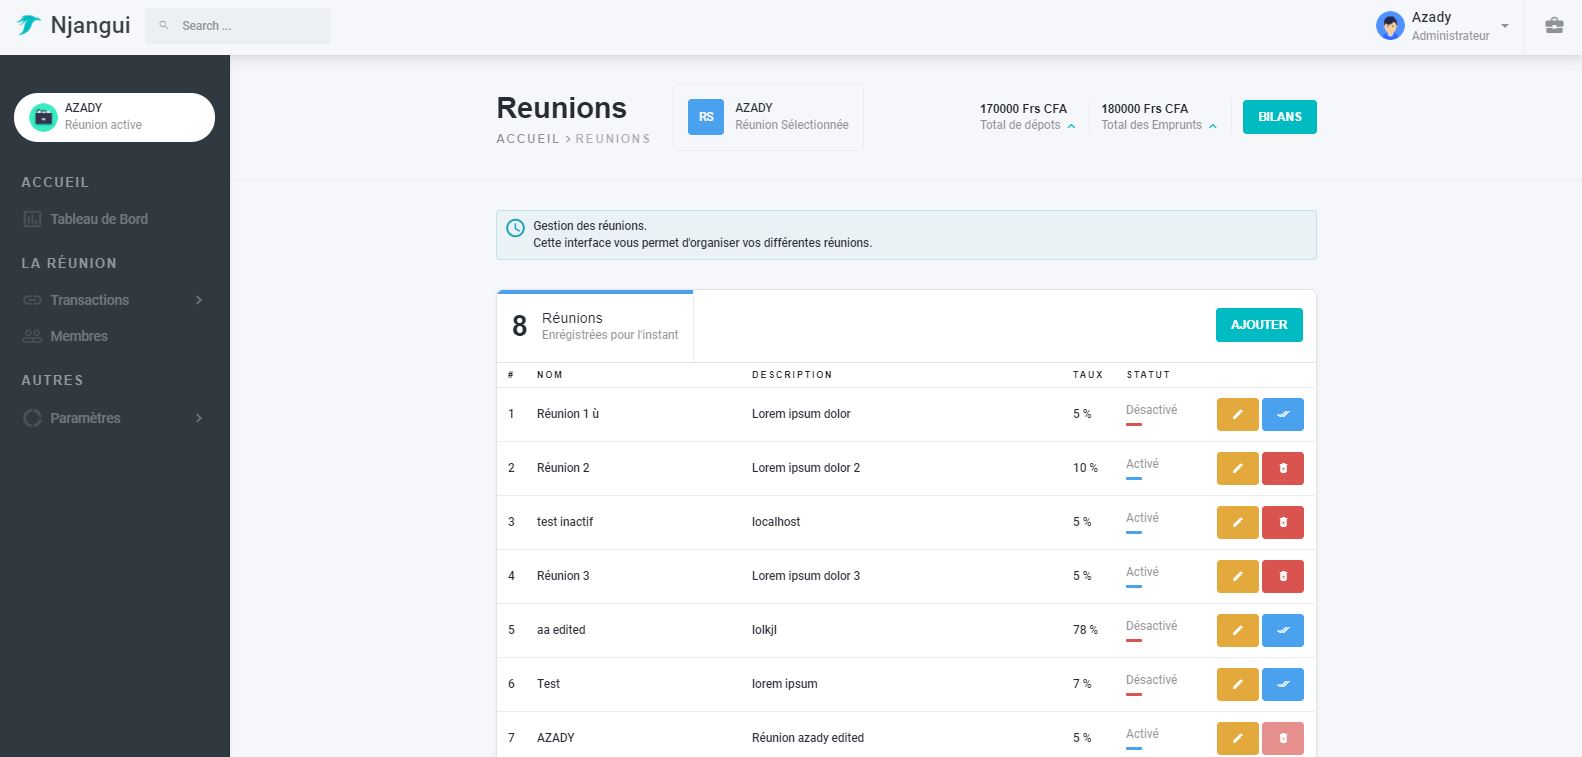 Njangui
Search ...
Azady
Administrateur
AZADY
Réunion active
ACCUEIL
Tableau de Bord
LA RÉUNION
Transactions
Membres
AUTRES
Paramètres
Reunions
ACCUEIL > REUNIONS
RS
AZADY
Réunion Sélectionnée
170000 Frs CFA
Total de dépots
180000 Frs CFA
Total des Emprunts
BILANS
Gestion des réunions.
Cette interface vous permet d'organiser vos différentes réunions.
8
Réunions
Enrégistrées pour l'instant
AJOUTER
# NOM DESCRIPTION TAUX STATUT
1 Réunion 1 ù Lorem ipsum dolor 5 % Désactivé
2 Réunion 2 Lorem ipsum dolor 2 10 % Activé
3 test inactif localhost 5 % Activé
4 Réunion 3 Lorem ipsum dolor 3 5 % Activé
5 aa edited lolkjl 78 % Désactivé
6 Test lorem ipsum 7 % Désactivé
7 AZADY Réunion azady edited 5 % Activé